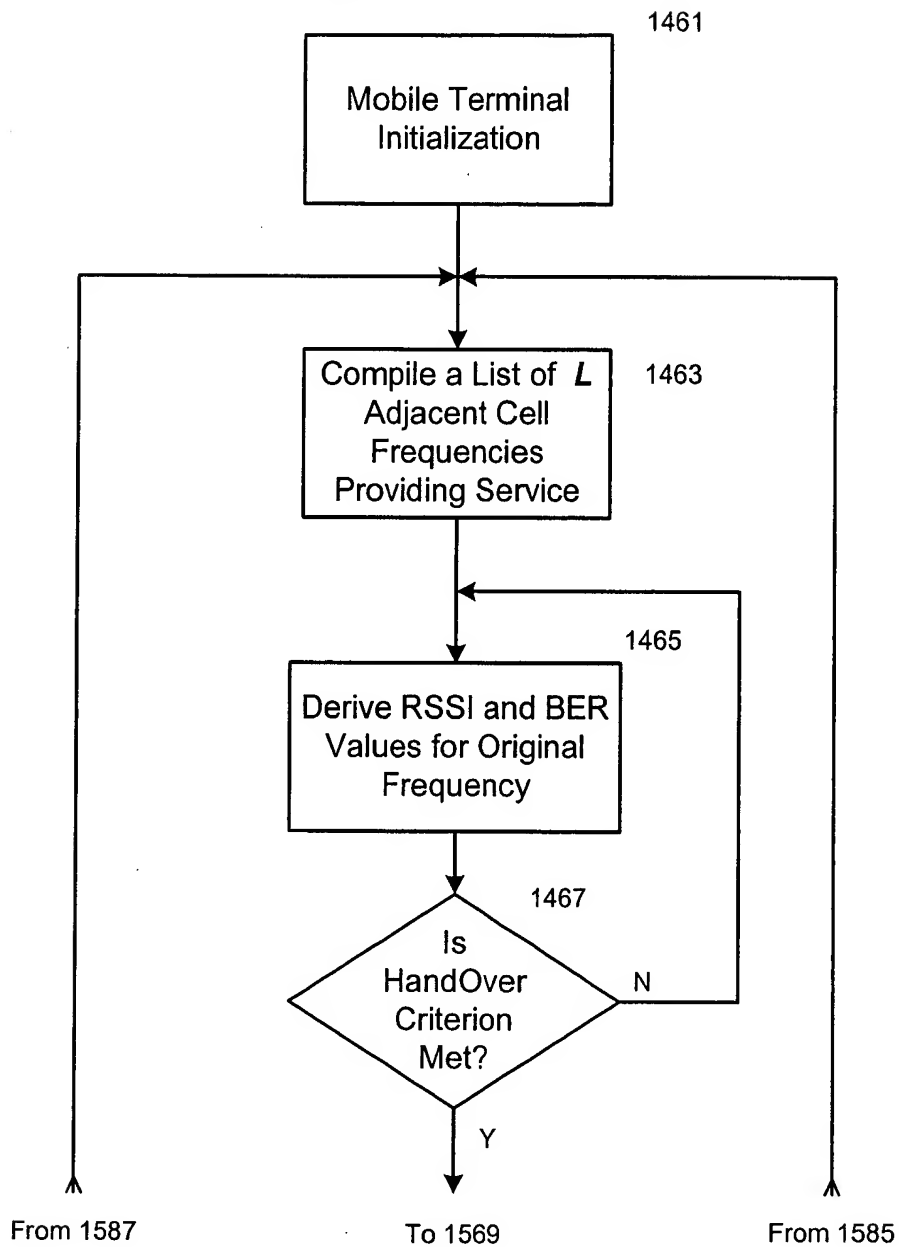 1461
Mobile Terminal
Initialization
Compile a List of L
Adjacent Cell
Frequencies
Providing Service
1463
1465
Derive RSSI and BER
Values for Original
Frequency
1467
Is
HandOver
Criterion
Met?
N
Y
From 1587
To 1569
From 1585